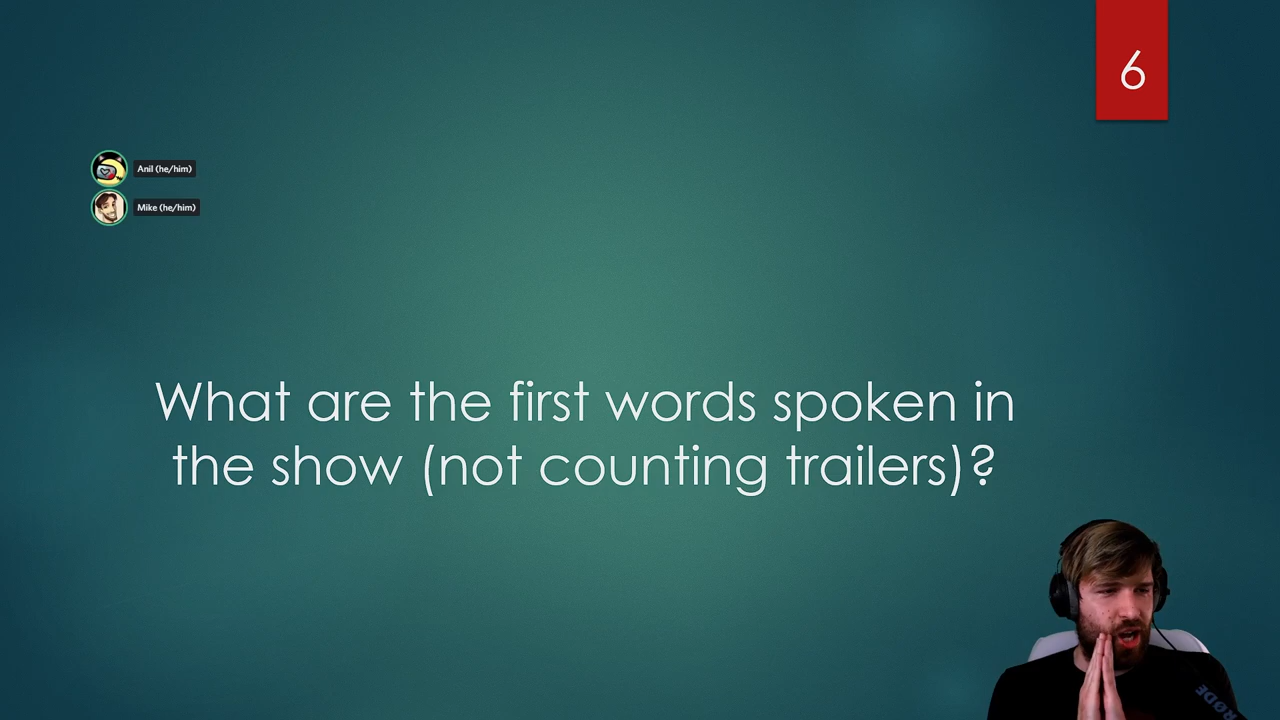 6
Anil (he/him)
Mike (he/him)
What are the first words spoken in
the show (not counting trailers)?
RØDE